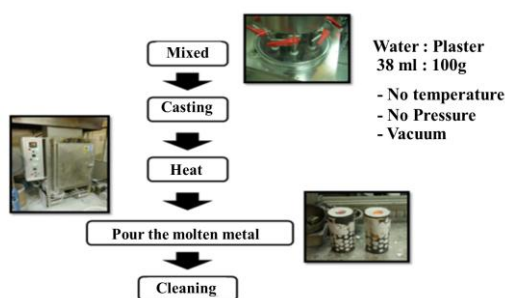 Mixed
Water : Plaster
38 ml : 100g
- No temperature
- No Pressure
- Vacuum
Casting
Heat
Pour the molten metal
Cleaning